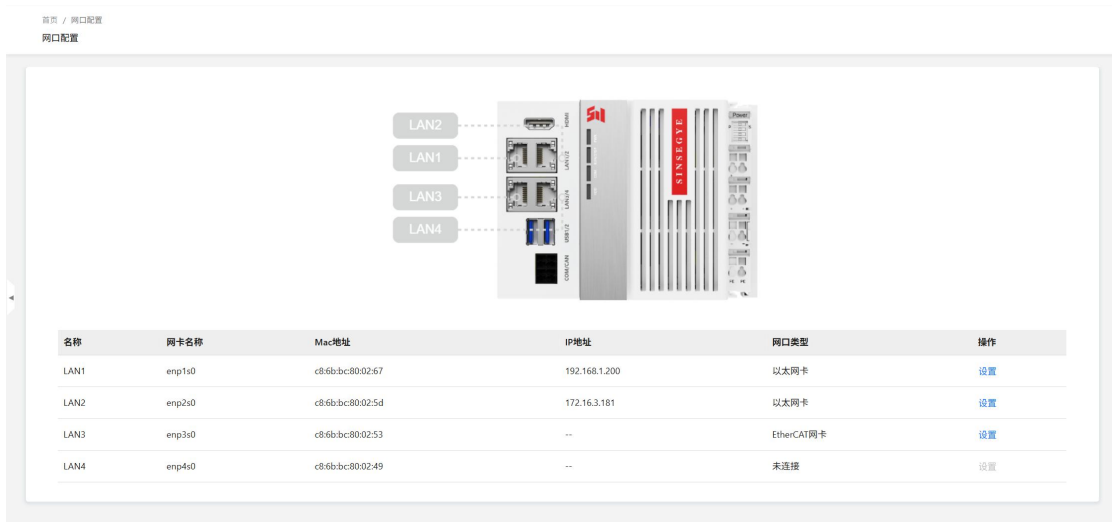 首页 / 网口配置
网口配置
LAN2
LAN1
LAN3
LAN4
HDMI
LAN1/2
LAN3/4
USB1/2
COM/CAN
SINSEGYE
Power
名称 网卡名称 Mac地址 IP地址 网口类型 操作
LAN1 enp1s0 c8:6b:bc:80:02:67 192.168.1.200 以太网卡 设置
LAN2 enp2s0 c8:6b:bc:80:02:5d 172.16.3.181 以太网卡 设置
LAN3 enp3s0 c8:6b:bc:80:02:53 -- EtherCAT网卡 设置
LAN4 enp4s0 c8:6b:bc:80:02:49 -- 未连接 设置